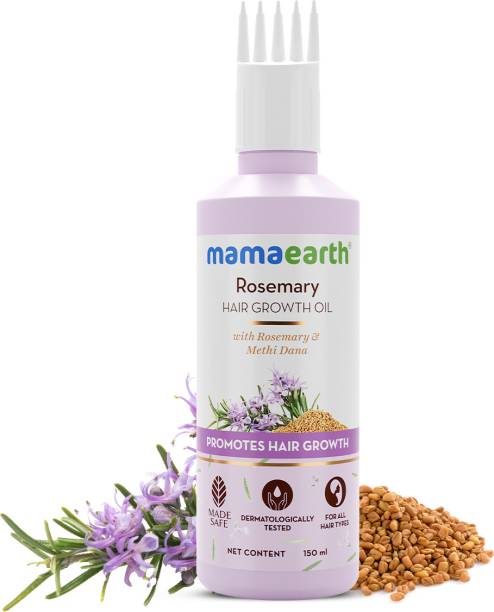 mamaearth®
Rosemary
HAIR GROWTH OIL
with Rosemary &
Methi Dana
PROMOTES HAIR GROWTH
MADE
SAFE
DERMATOLOGICALLY
TESTED
FOR ALL
HAIR TYPES
NET CONTENT 150 ml